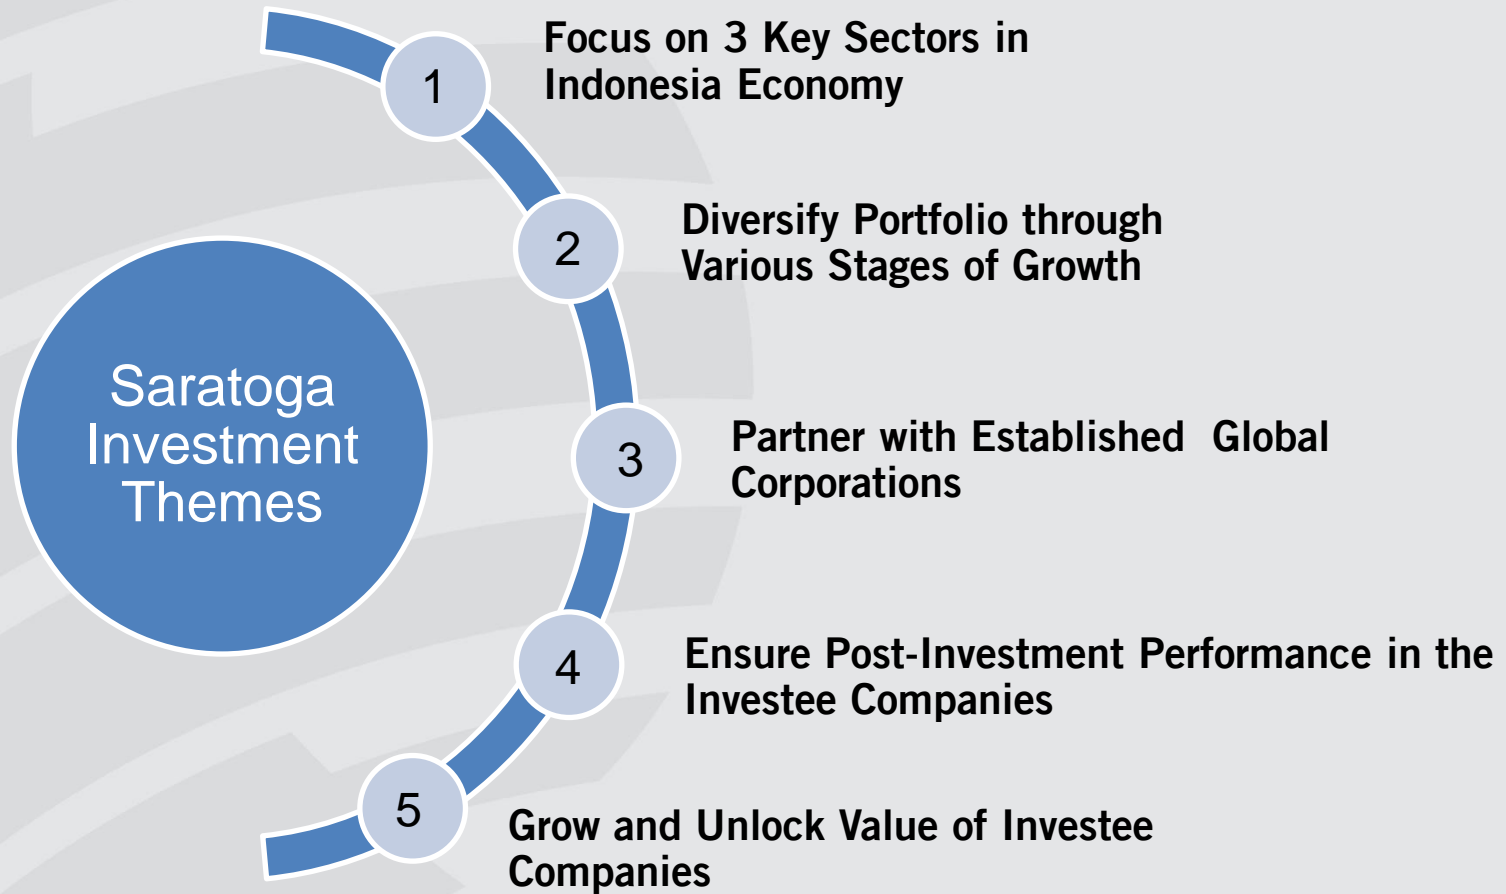 Saratoga
Investment
Themes
1
Focus on 3 Key Sectors in
Indonesia Economy
2
Diversify Portfolio through
Various Stages of Growth
3
Partner with Established  Global
Corporations
4
Ensure Post-Investment Performance in the
Investee Companies
5
Grow and Unlock Value of Investee
Companies